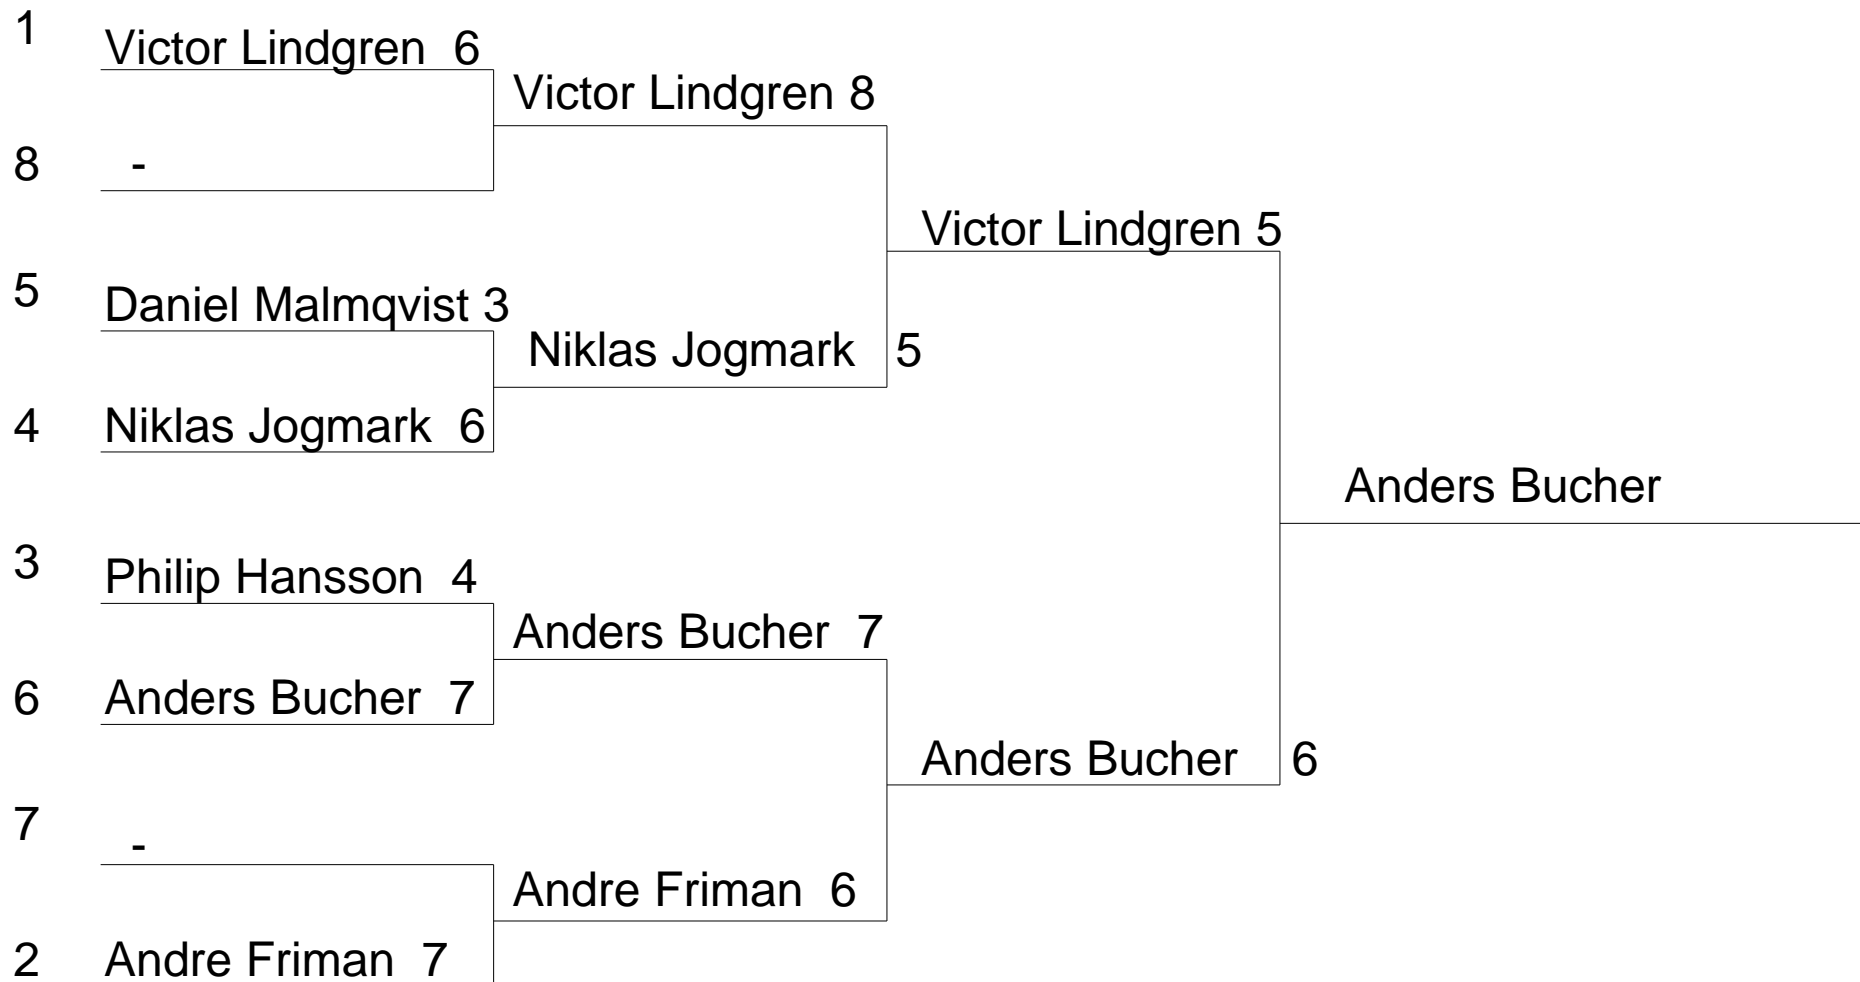 1
Victor Lindgren 6
Victor Lindgren 8
8 -
Victor Lindgren 5
5
Daniel Malmqvist 3
Niklas Jogmark 5
4 Niklas Jogmark 6
Anders Bucher
3
Philip Hansson 4
Anders Bucher 7
6 Anders Bucher 7
Anders Bucher 6
7
-
Andre Friman 6
2 Andre Friman 7